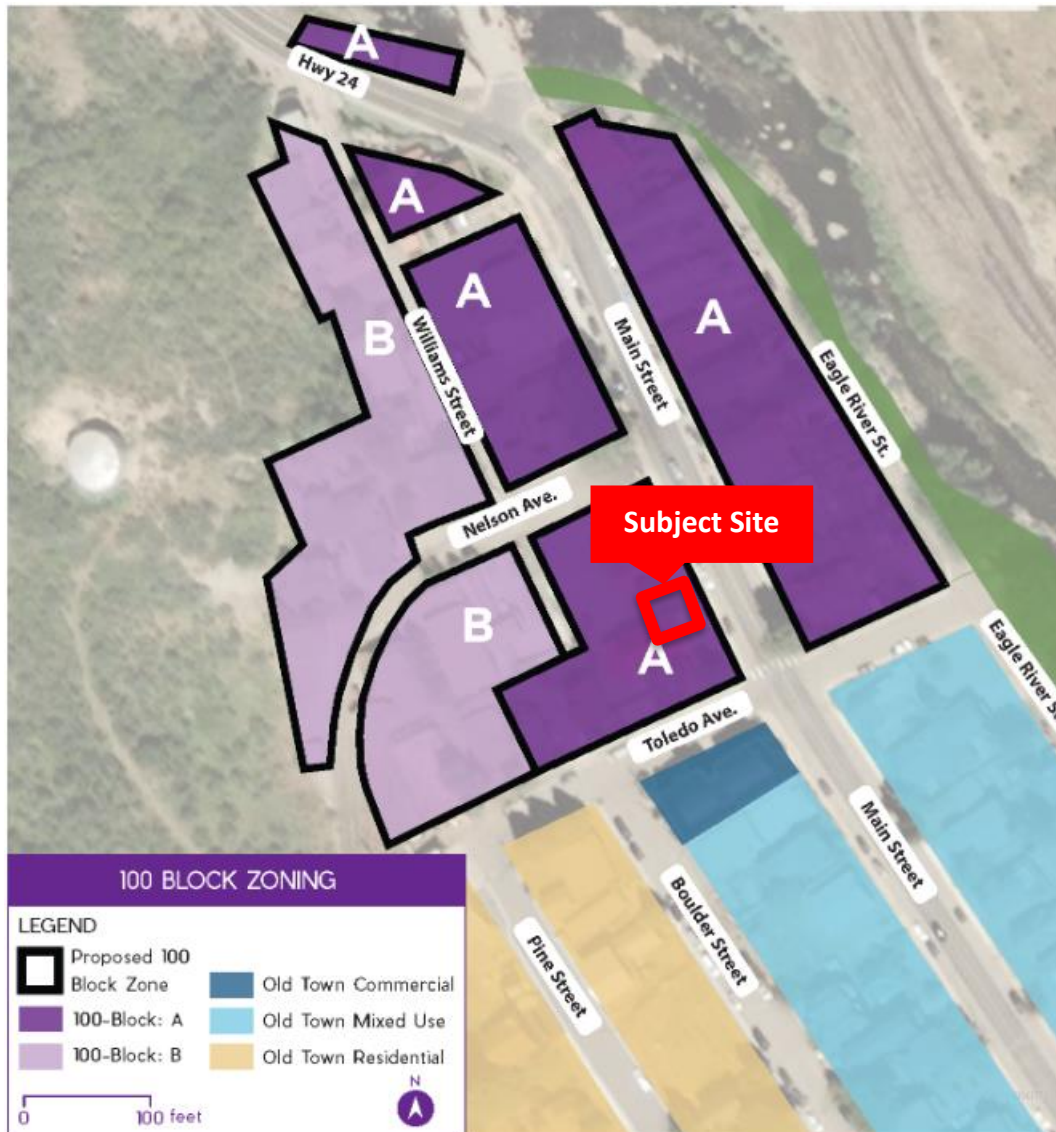 A
Hwy 24
A
A
B
Williams Street
Main Street
A
Eagle River St.
Nelson Ave.
Subject Site
B
A
Eagle River S
Toledo Ave.
Main Street
Boulder Street
Pine Street
100 BLOCK ZONING
LEGEND
Proposed 100
Block Zone
100-Block: A
100-Block: B
Old Town Commercial
Old Town Mixed Use
Old Town Residential
0
100 feet
N